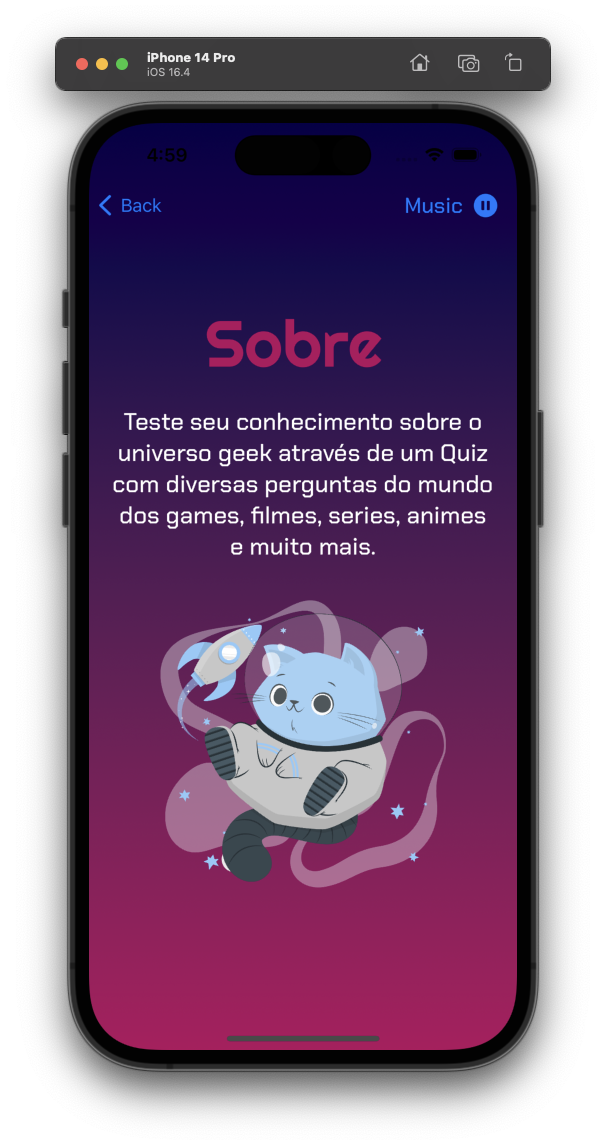 iPhone 14 Pro
iOS 16.4
4:59
Back
Music
Sobre
Teste seu conhecimento sobre o
universo geek através de um Quiz
com diversas perguntas do mundo
dos games, filmes, series, animes
e muito mais.